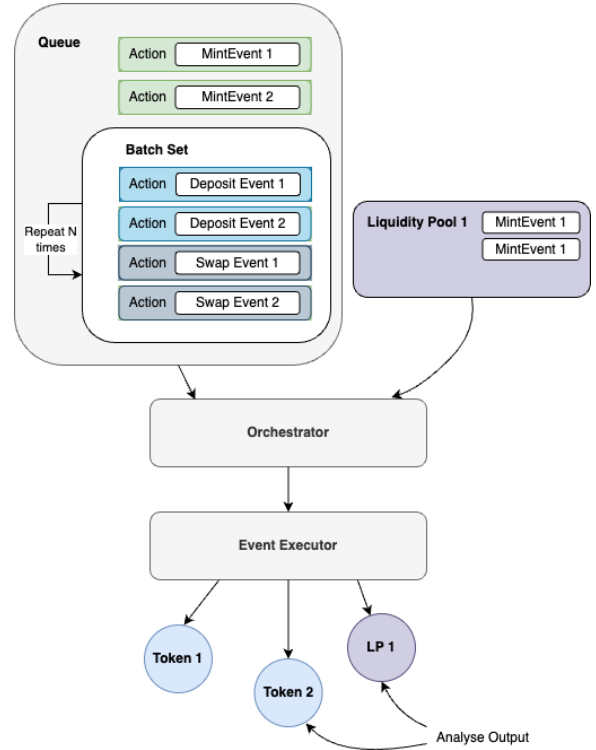 Queue
Action MintEvent 1
Action MintEvent 2
Batch Set
Action Deposit Event 1
Action Deposit Event 2
Action Swap Event 1
Action Swap Event 2
Repeat N
times
Liquidity Pool 1 MintEvent 1
MintEvent 1
Orchestrator
Event Executor
Token 1
Token 2
LP 1
Analyse Output